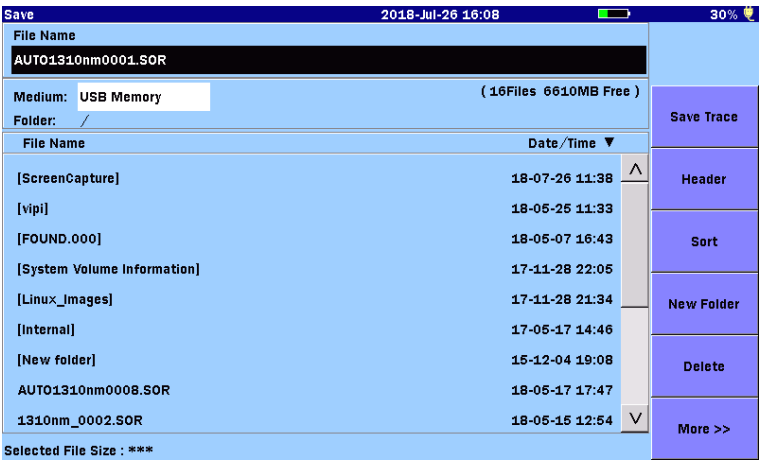 Save 2018-Jul-26 16:08 30%
File Name
AUTO1310nm0001.SOR
Medium: USB Memory (16Files 6610MB Free)
Folder: /
File Name Date/Time ▼
[ScreenCapture] 18-07-26 11:38
[vipi] 18-05-25 11:33
[FOUND.000] 18-05-07 16:43
[System Volume Information] 17-11-28 22:05
[Linux_Images] 17-11-28 21:34
[Internal] 17-05-17 14:46
[New folder] 15-12-04 19:08
AUTO1310nm0008.SOR 18-05-17 17:47
1310nm_0002.SOR 18-05-15 12:54
Selected File Size : ***
Save Trace
Header
Sort
New Folder
Delete
More >>